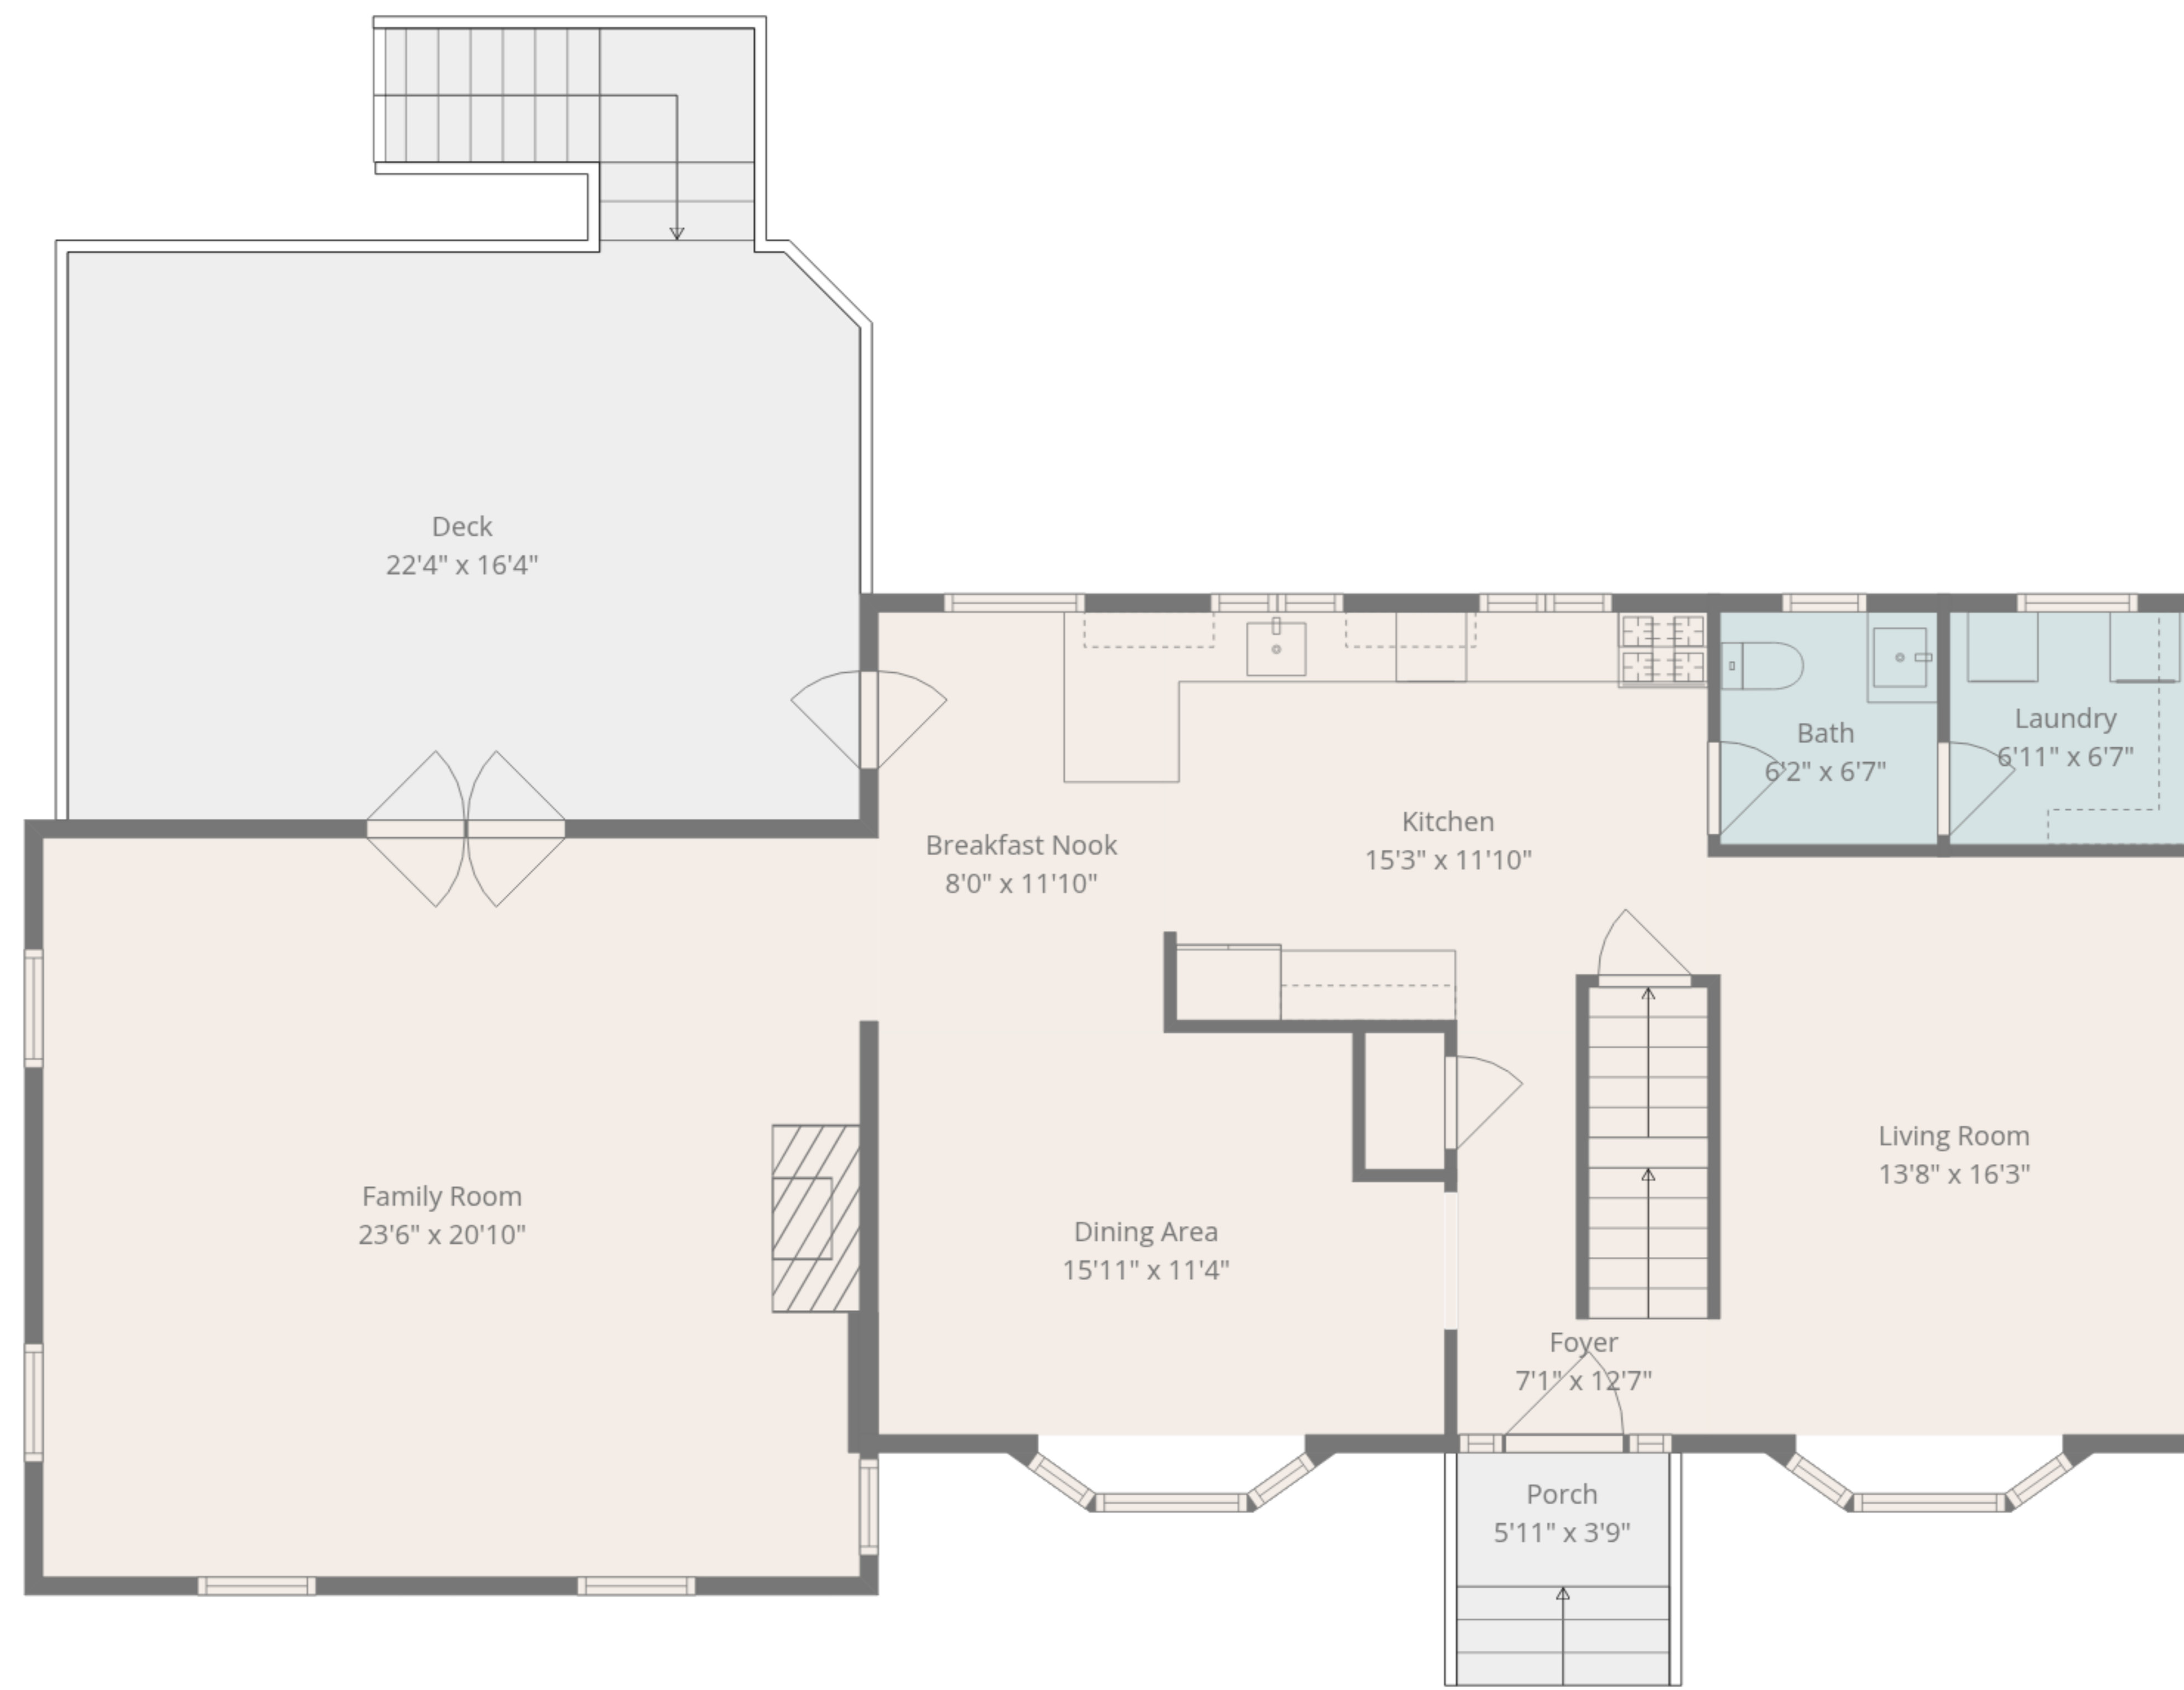 Deck
22'4" x 16'4"
Breakfast Nook
8'0" x 11'10"
Kitchen
15'3" x 11'10"
Bath
6'2" x 6'7"
Laundry
6'11" x 6'7"
Family Room
23'6" x 20'10"
Dining Area
15'11" x 11'4"
Living Room
13'8" x 16'3"
Foyer
7'1" x 12'7"
Porch
5'11" x 3'9"